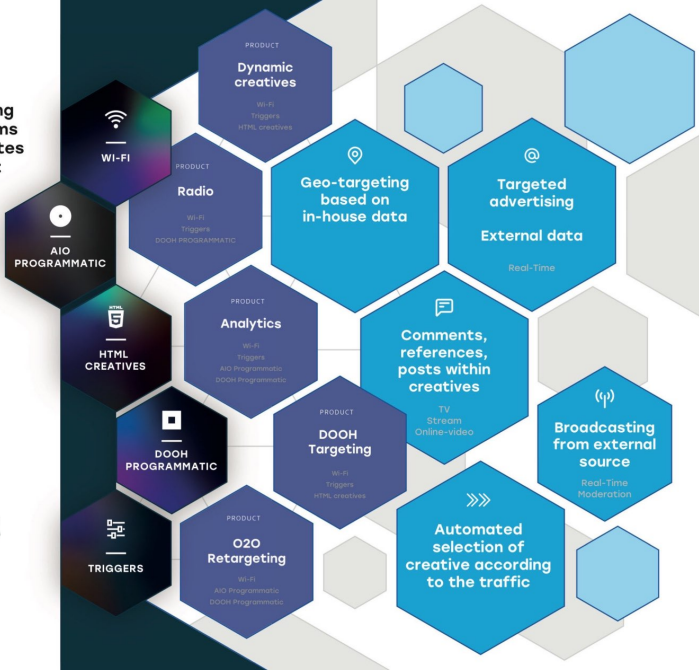 ng
ms
tes
WI-FI
AIO
PROGRAMMATIC
HTML
5
HTML
CREATIVES
DOOH
PROGRAMMATIC
TRIGGERS
PRODUCT
Dynamic
creatives
Wi-Fi
Triggers
HTML creatives
PRODUCT
Radio
Wi-Fi
Triggers
DOOH PROGRAMMATIC
PRODUCT
Analytics
Wi-Fi
Triggers
AIO Programmatic
DOOH Programmatic
PRODUCT
DOOH
Targeting
Wi-Fi
Triggers
HTML creatives
PRODUCT
O2O
Retargeting
Wi-Fi
AIO Programmatic
DOOH Programmatic
Geo-targeting
based on
in-house data
Targeted
advertising
External data
Real-Time
Comments,
references,
posts within
creatives
TV
Stream
Online-video
Broadcasting
from external
source
Real-Time
Moderation
Automated
selection of
creative according
to the traffic